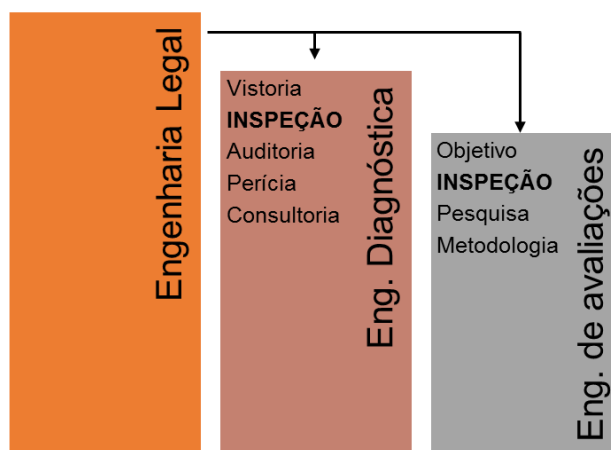 Engenharia Legal
Vistoria
INSPEÇÃO
Auditoria
Perícia
Consultoria
Eng. Diagnóstica
Objetivo
INSPEÇÃO
Pesquisa
Metodologia
Eng. de avaliações